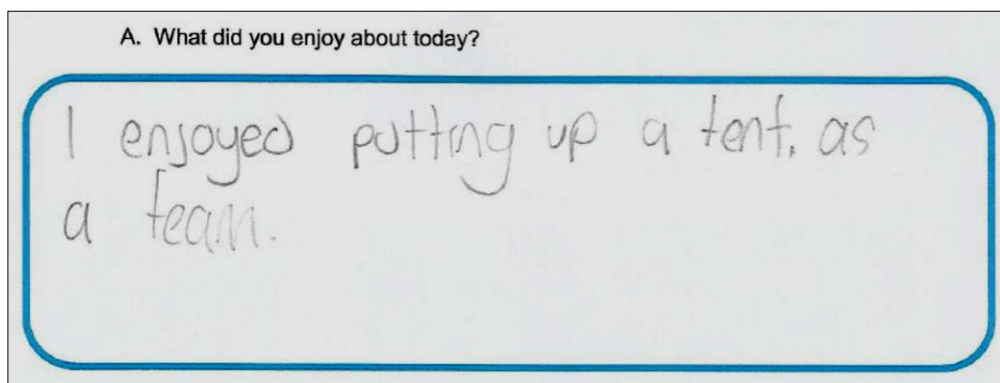 A. What did you enjoy about today?
I enjoyed putting up a tent, as
a team.